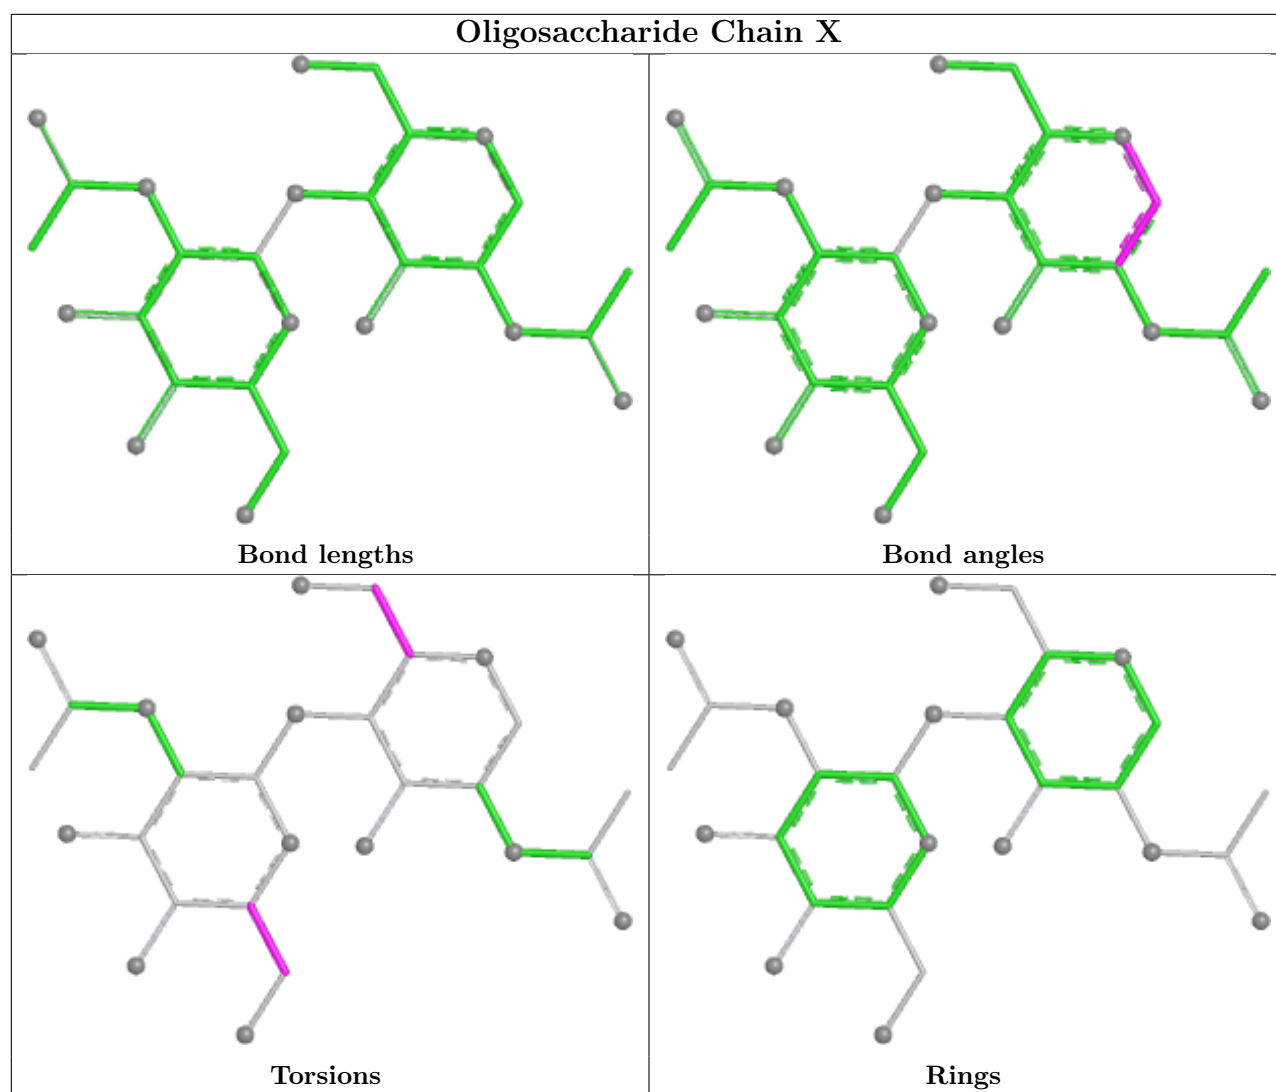 Oligosaccharide Chain X
Bond lengths
Bond angles
Torsions
Rings